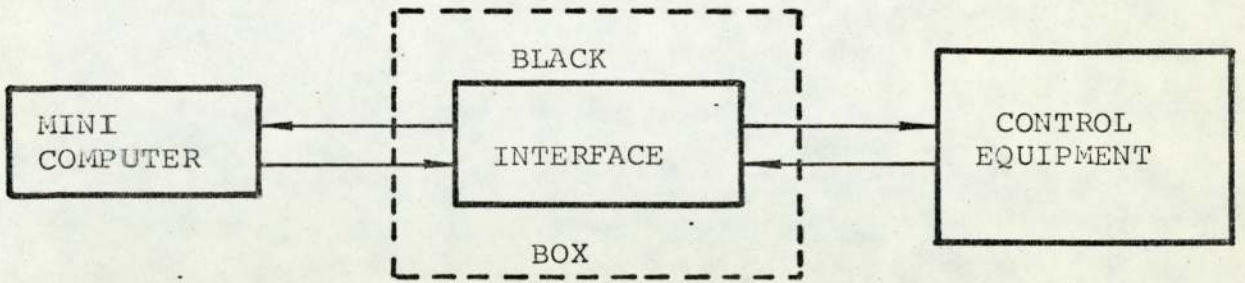 BLACK
MINI
COMPUTER
INTERFACE
CONTROL
EQUIPMENT
BOX